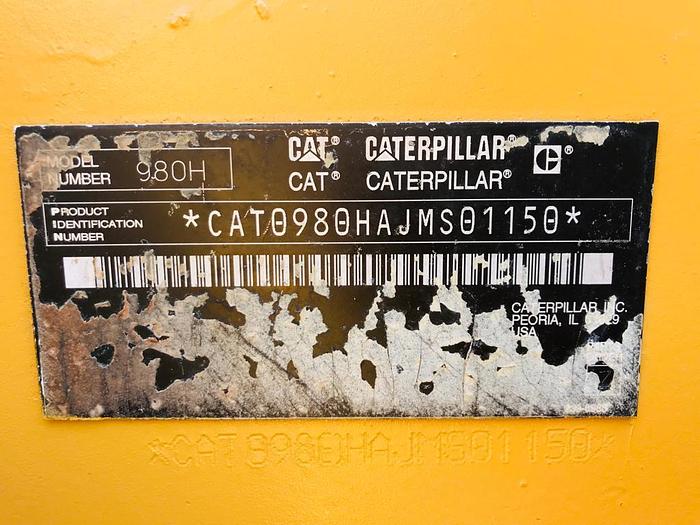 MODEL NUMBER 980H
CAT® CATERPILLAR® ®
CAT® CATERPILLAR®
PRODUCT IDENTIFICATION NUMBER *CAT0980HAJMS01150*
CATERPILLAR INC.
PEORIA, IL
USA
*CAT0980HAJMS01150*